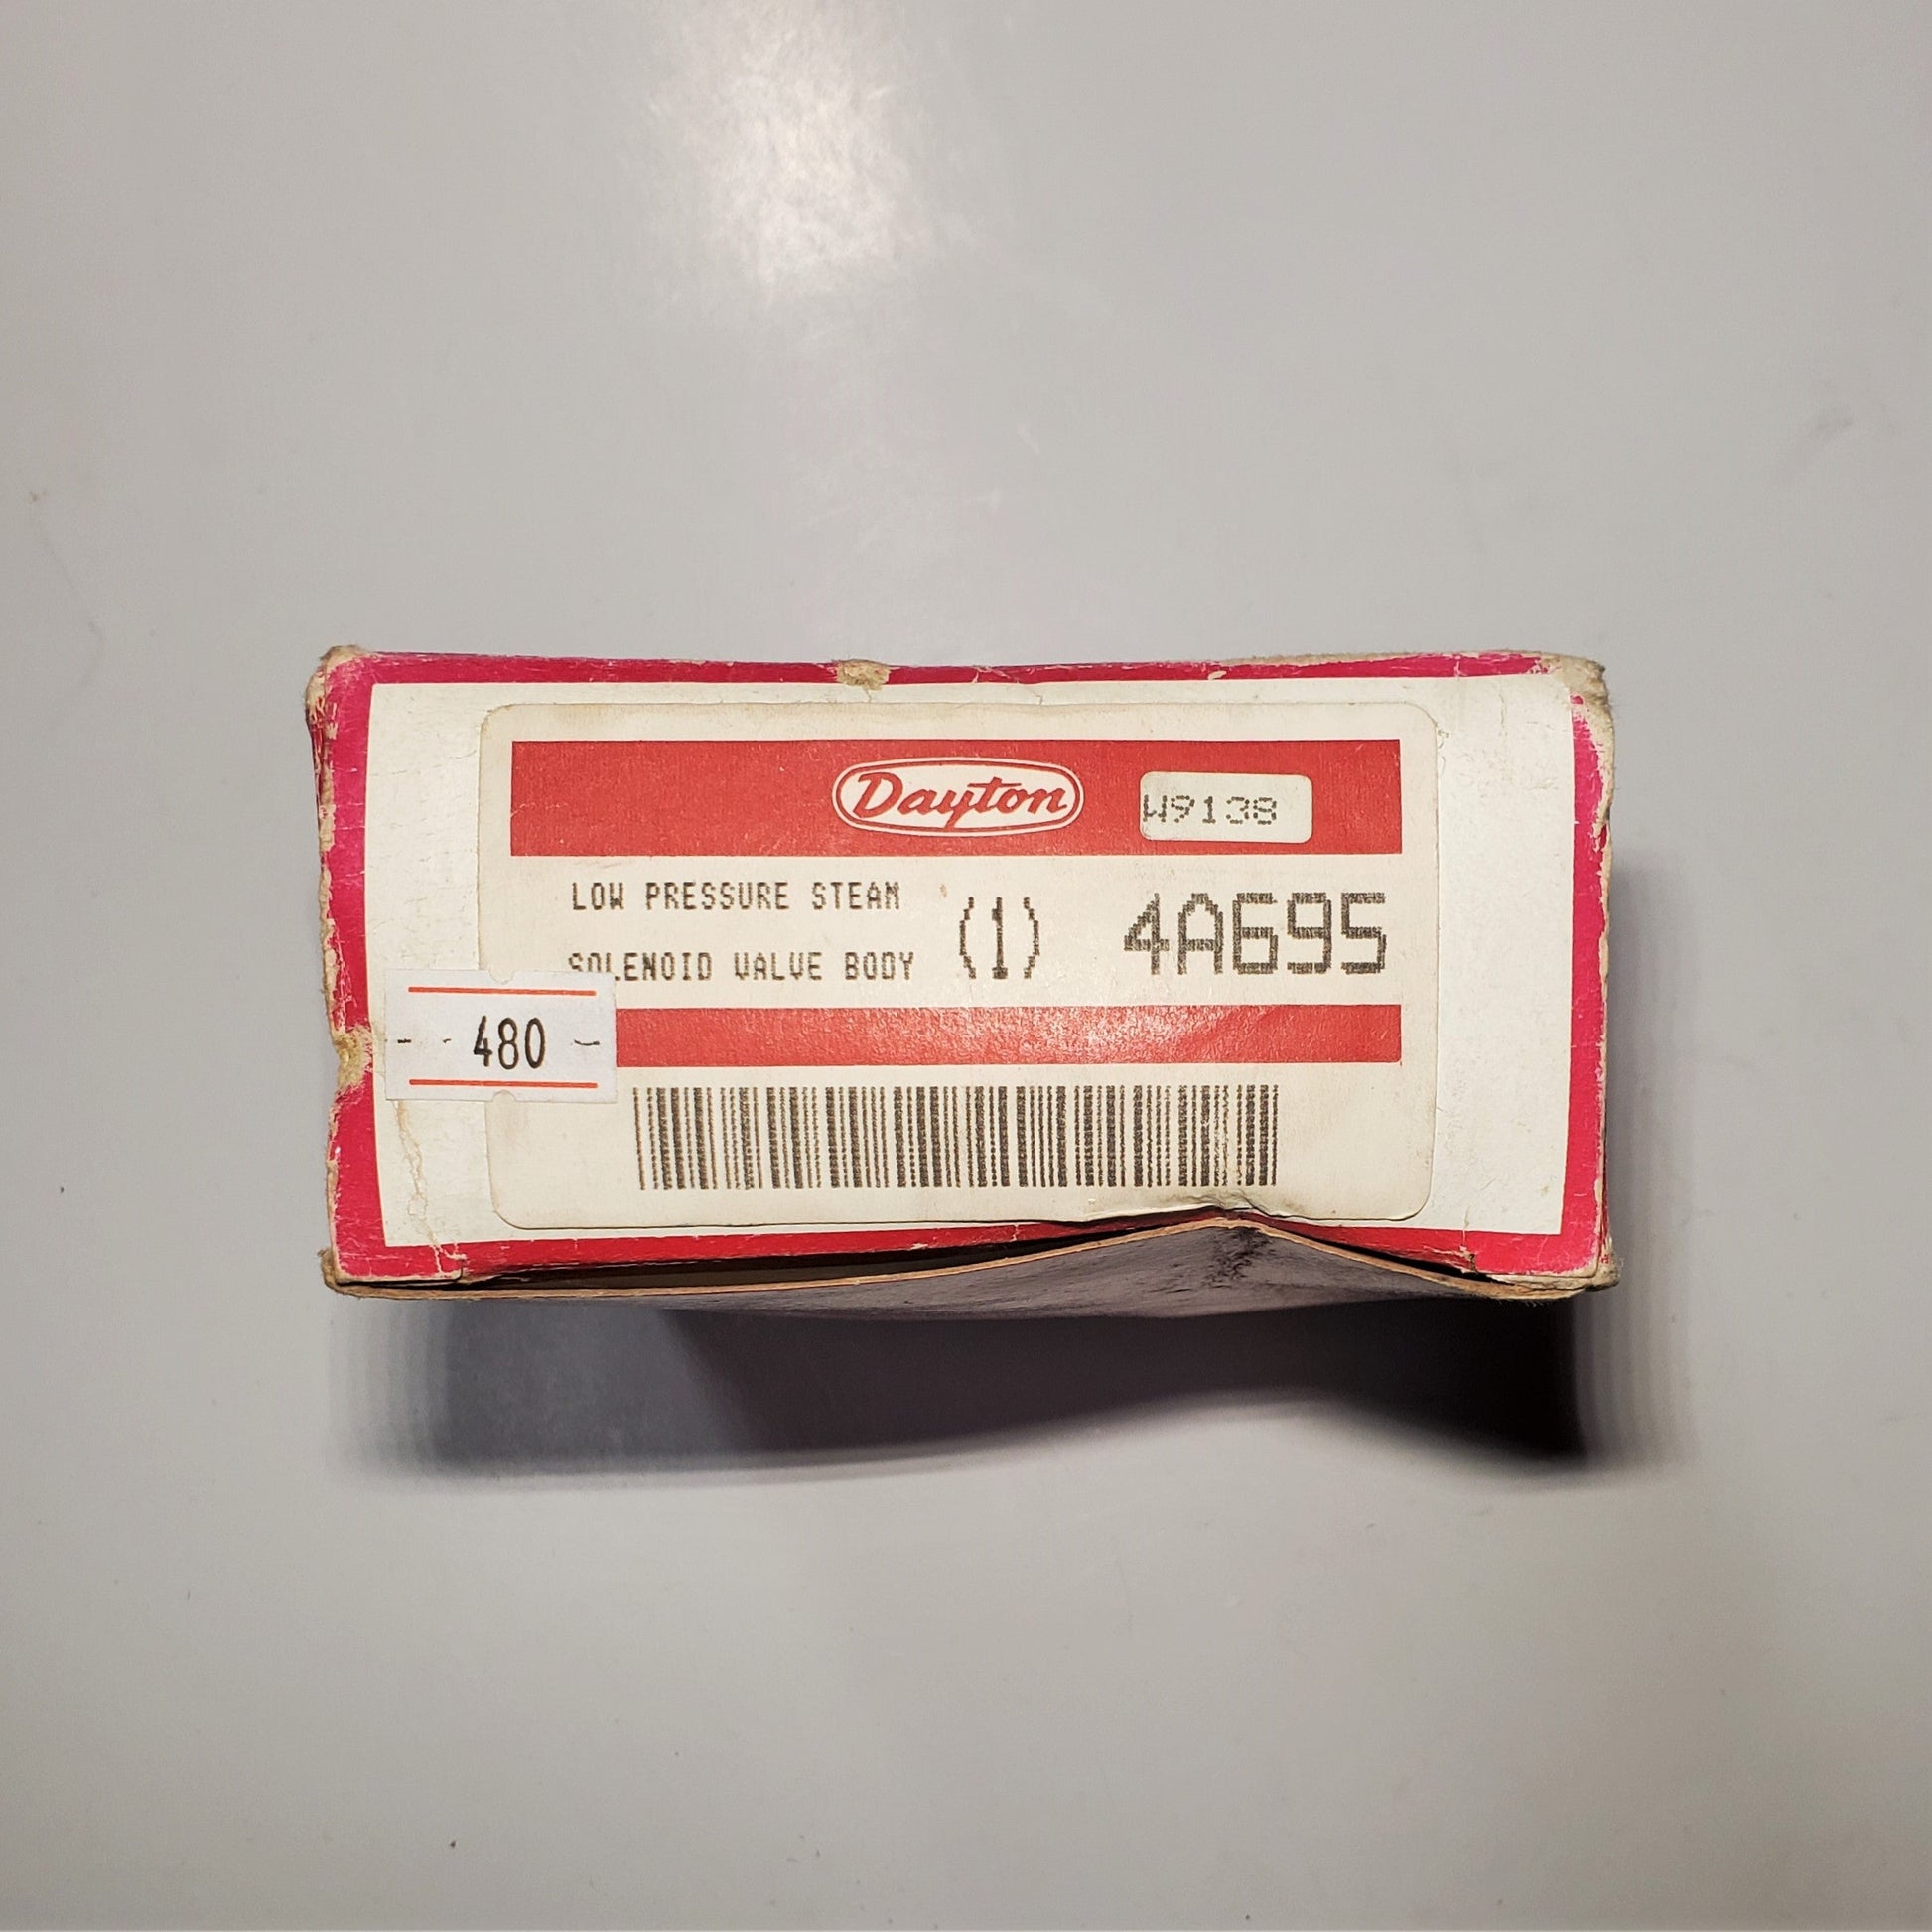 Dayton
W9138
LOW PRESSURE STEAM
SOLENOID VALVE BODY
(1)
4A695
- - 480 -